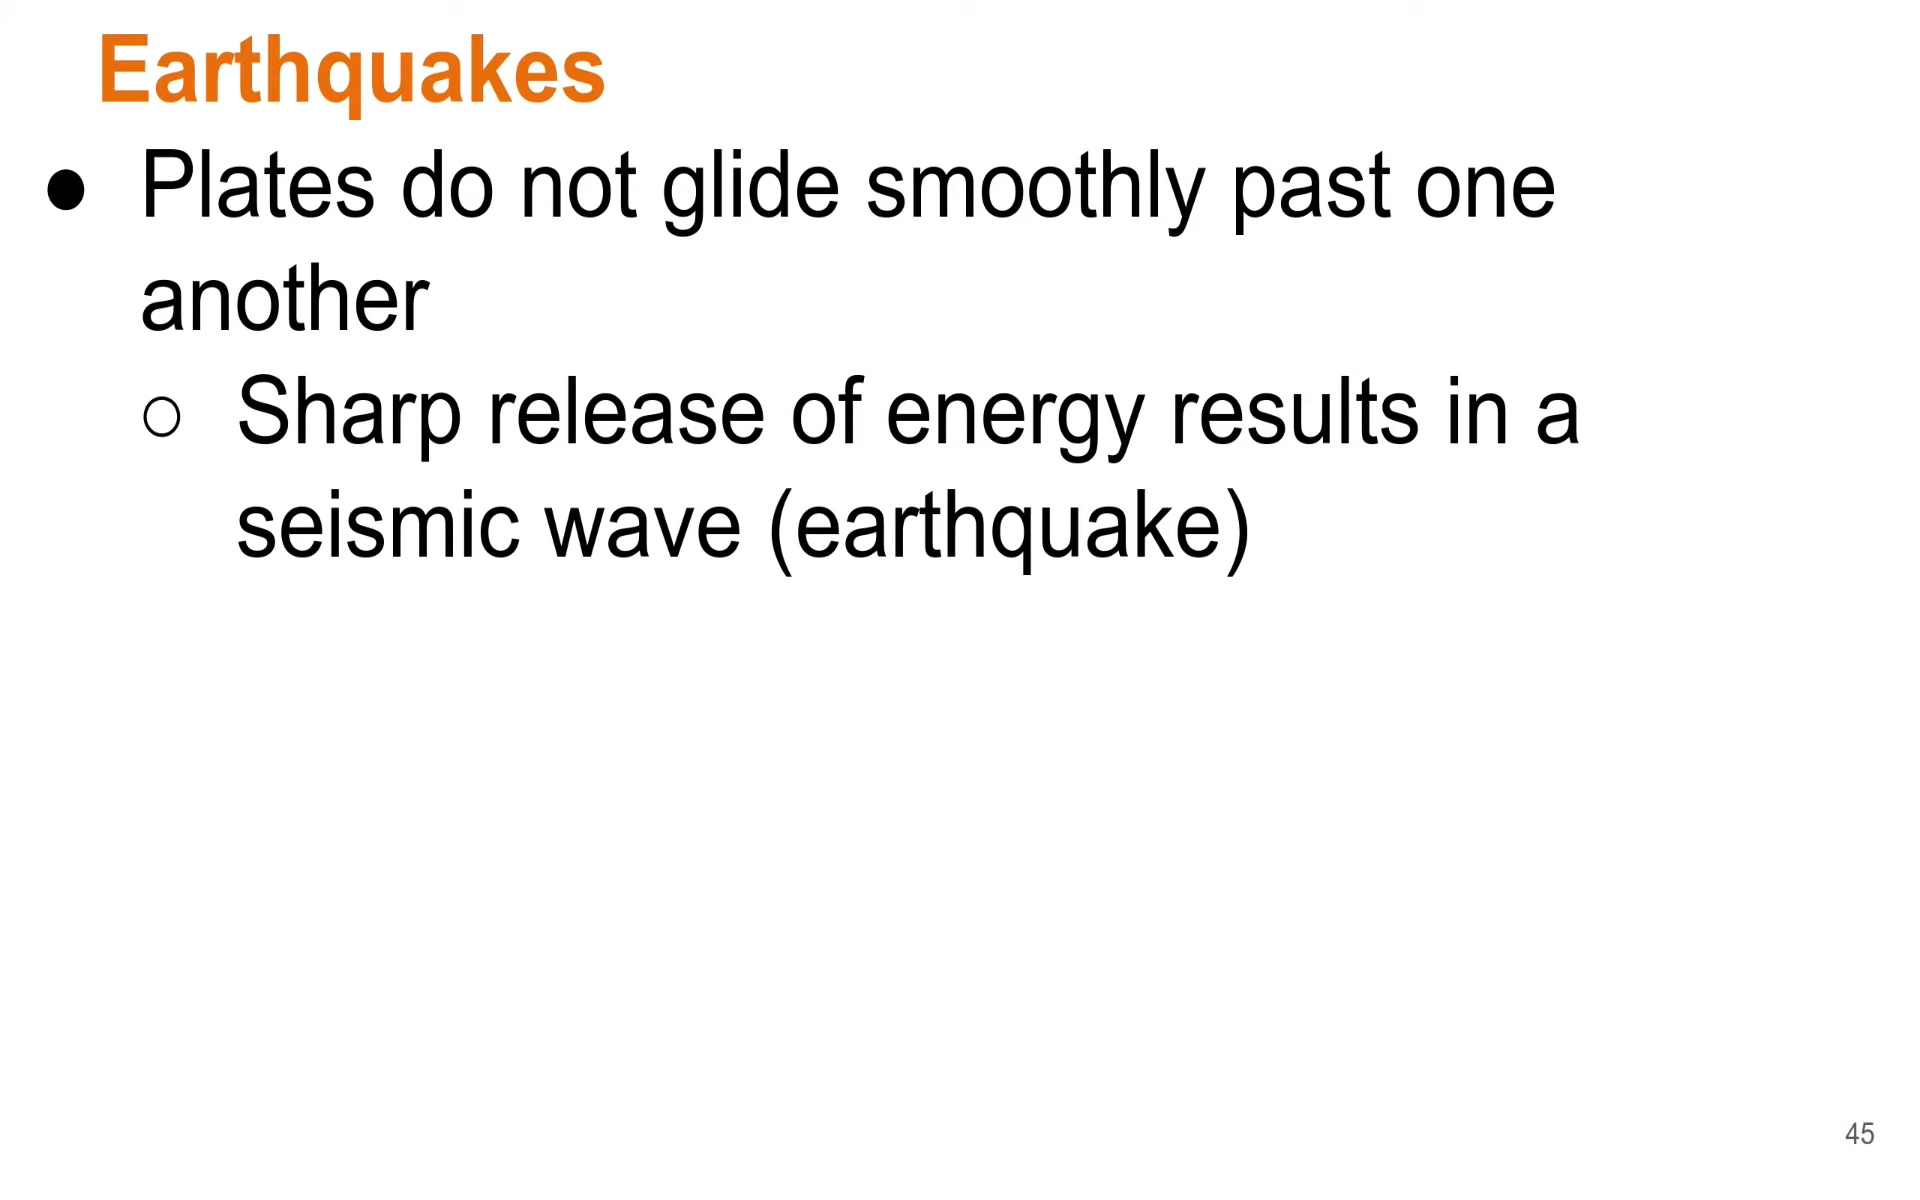 Earthquakes
● Plates do not glide smoothly past one
another
○ Sharp release of energy results in a
seismic wave (earthquake)
45